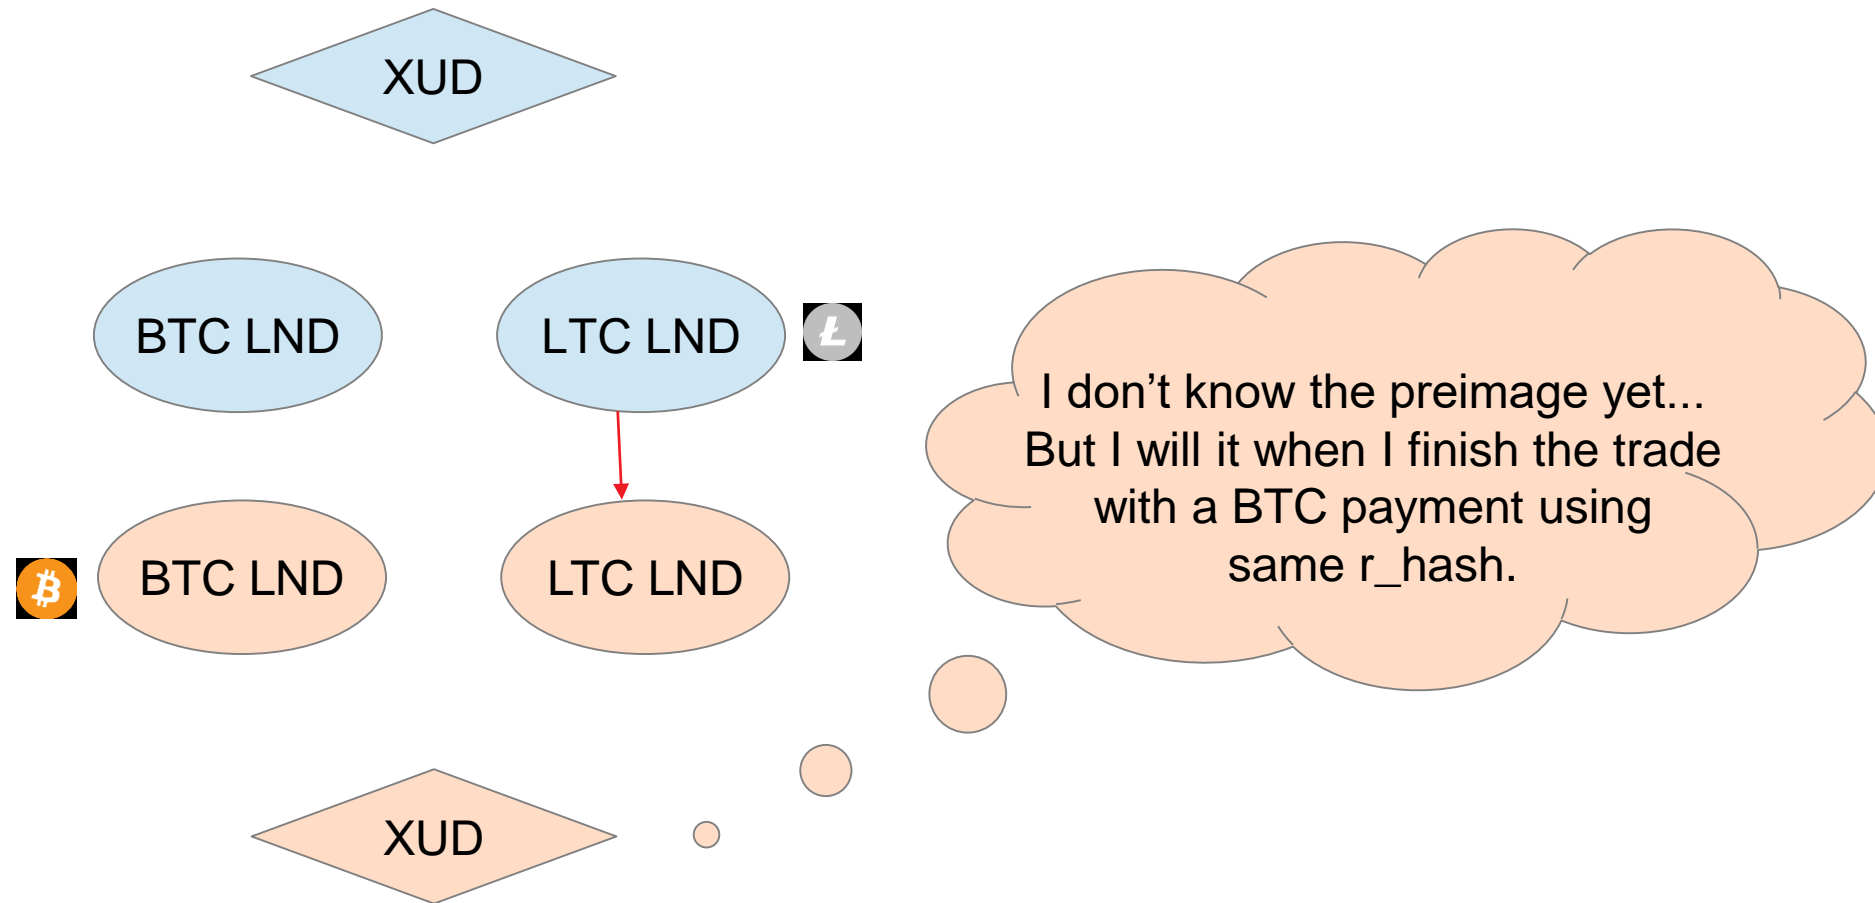 XUD
BTC LND
LTC LND
I don’t know the preimage yet...
But I will it when I finish the trade
with a BTC payment using
same r_hash.
BTC LND
LTC LND
XUD